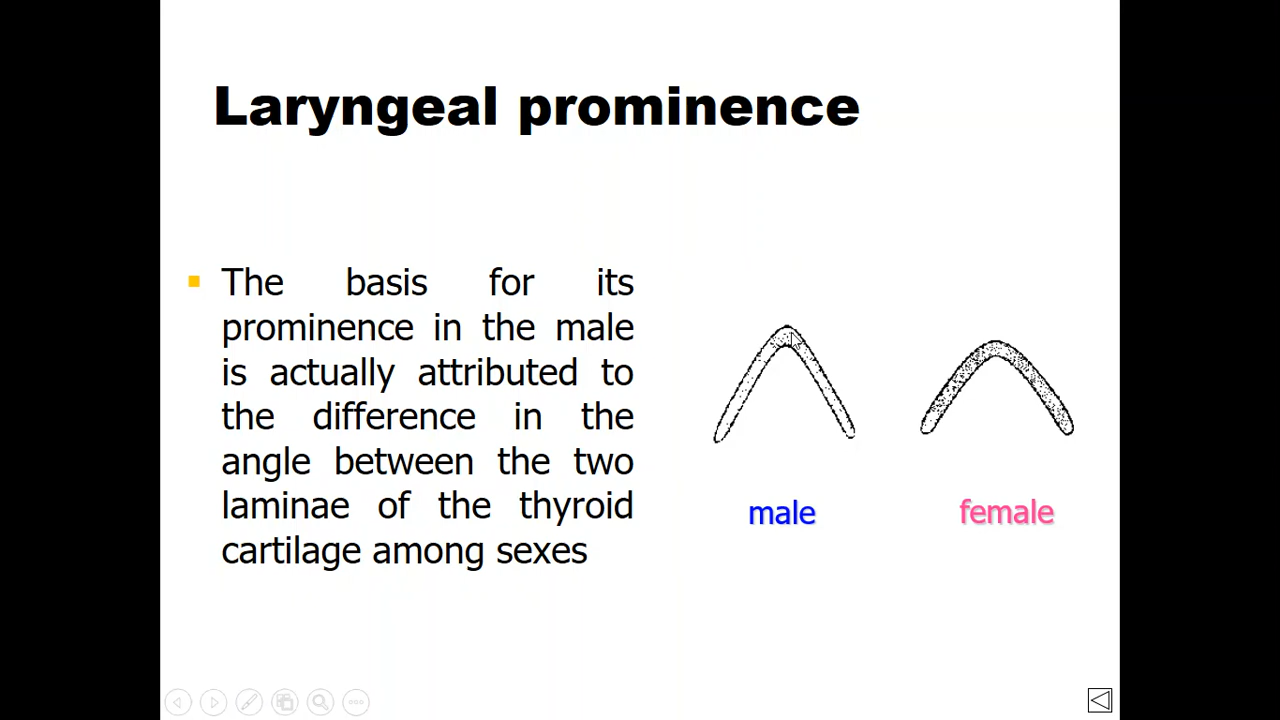 Laryngeal prominence
The basis for its
prominence in the male
is actually attributed to
the difference in the
angle between the two
laminae of the thyroid
cartilage among sexes
male
female